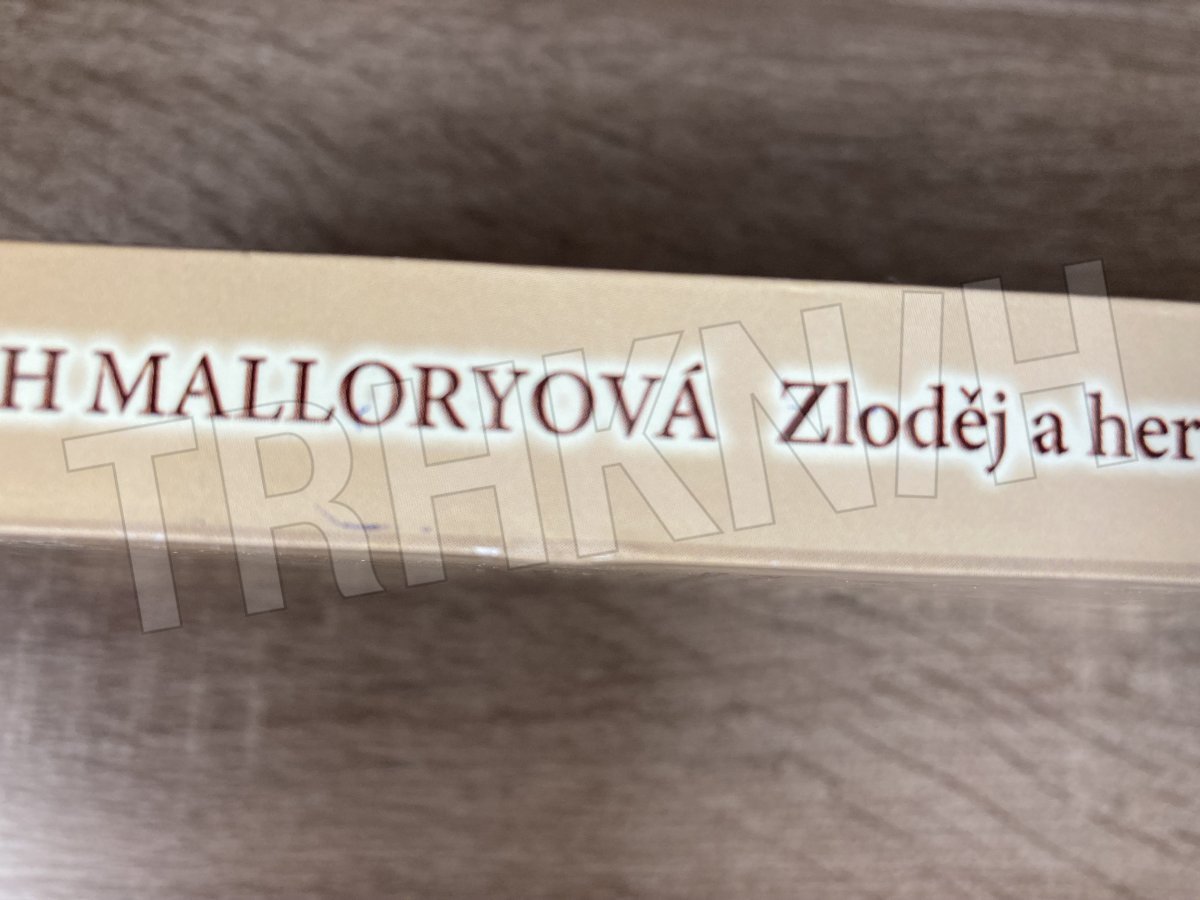 H MALLORYOVÁ Zloděj a her
TRHKNIH